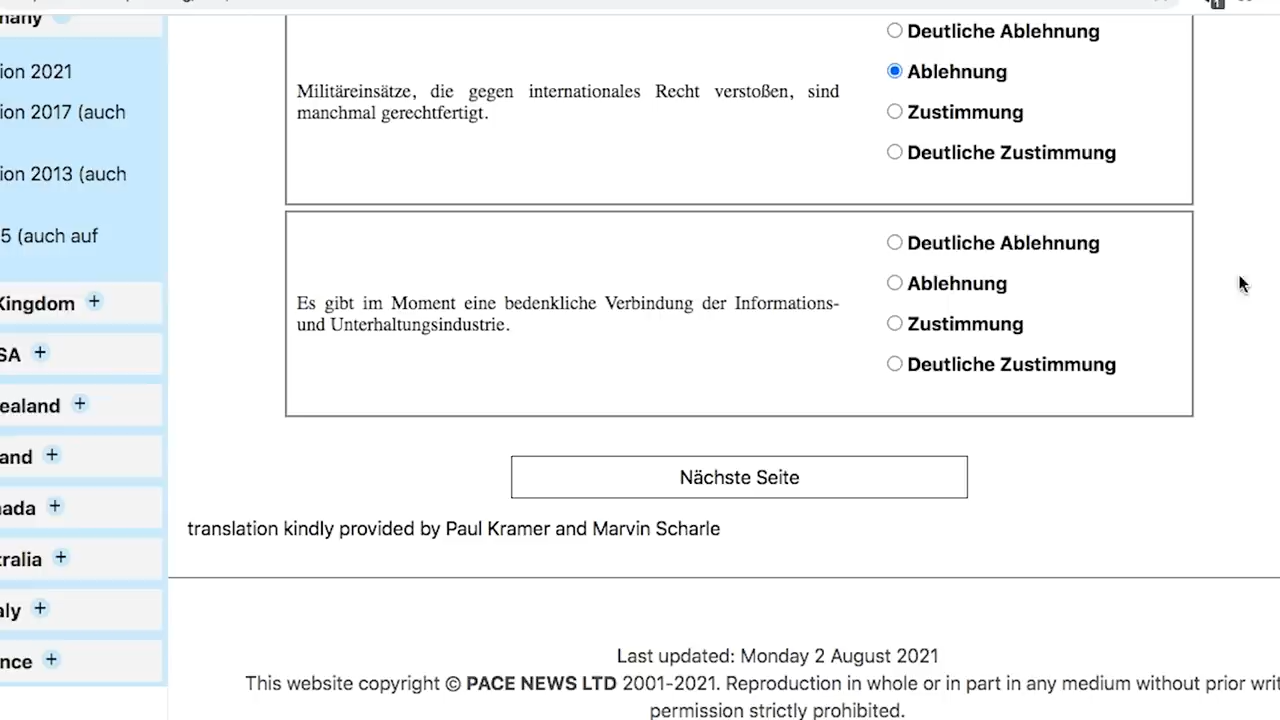 many
ion 2021
ion 2017 (auch
ion 2013 (auch
5 (auch auf
Kingdom +
SA +
ealand +
and +
nada +
tralia +
aly +
nce +
Deutliche Ablehnung
Militäreinsätze, die gegen internationales Recht verstoßen, sind
manchmal gerechtfertigt.
Ablehnung
Zustimmung
Deutliche Zustimmung
Es gibt im Moment eine bedenkliche Verbindung der Informations-
und Unterhaltungsindustrie.
Deutliche Ablehnung
Ablehnung
Zustimmung
Deutliche Zustimmung
Nächste Seite
translation kindly provided by Paul Kramer and Marvin Scharle
Last updated: Monday 2 August 2021
This website copyright © PACE NEWS LTD 2001-2021. Reproduction in whole or in part in any medium without prior writ
permission strictly prohibited.